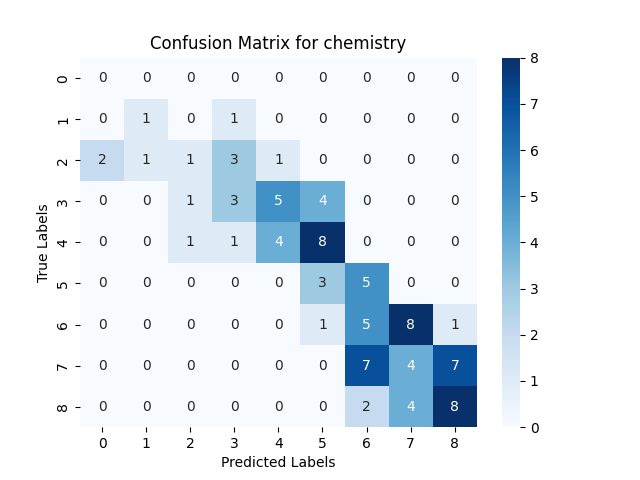 Confusion Matrix for chemistry
0 0 0 0 0 0 0 0 0 0
1 0 1 0 1 0 0 0 0 0
2 2 1 1 3 1 0 0 0 0
3 0 0 1 3 5 4 0 0 0
4 0 0 1 1 4 8 0 0 0
5 0 0 0 0 0 3 5 0 0
6 0 0 0 0 0 1 5 8 1
7 0 0 0 0 0 0 7 4 7
8 0 0 0 0 0 0 2 4 8
0 1 2 3 4 5 6 7 8
True Labels
Predicted Labels
8
7
6
5
4
3
2
1
0